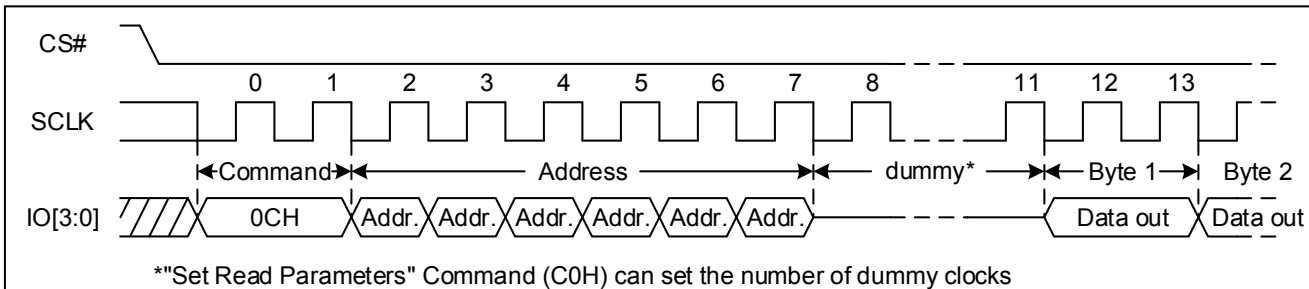 CS#
0 1 2 3 4 5 6 7 8 11 12 13
SCLK
Command Address dummy* Byte 1 Byte 2
IO[3:0] 0CH Addr. Addr. Addr. Addr. Addr. Addr. Data out Data out
*"Set Read Parameters" Command (C0H) can set the number of dummy clocks